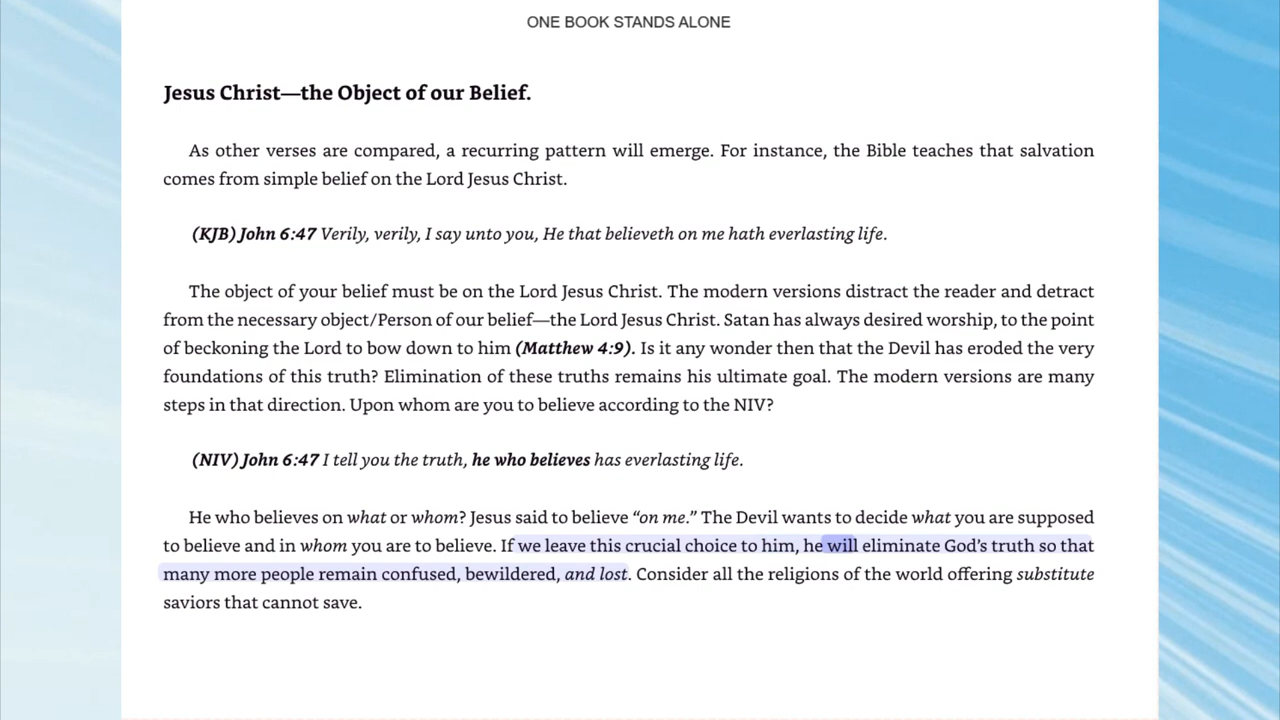 ONE BOOK STANDS ALONE
Jesus Christ—the Object of our Belief.
As other verses are compared, a recurring pattern will emerge. For instance, the Bible teaches that salvation
comes from simple belief on the Lord Jesus Christ.
(KJB) John 6:47 Verily, verily, I say unto you, He that believeth on me hath everlasting life.
The object of your belief must be on the Lord Jesus Christ. The modern versions distract the reader and detract
from the necessary object/Person of our belief—the Lord Jesus Christ. Satan has always desired worship, to the point
of beckoning the Lord to bow down to him (Matthew 4:9). Is it any wonder then that the Devil has eroded the very
foundations of this truth? Elimination of these truths remains his ultimate goal. The modern versions are many
steps in that direction. Upon whom are you to believe according to the NIV?
(NIV) John 6:47 I tell you the truth, he who believes has everlasting life.
He who believes on what or whom? Jesus said to believe “on me.” The Devil wants to decide what you are supposed
to believe and in whom you are to believe. If we leave this crucial choice to him, he will eliminate God’s truth so that
many more people remain confused, bewildered, and lost. Consider all the religions of the world offering substitute
saviors that cannot save.